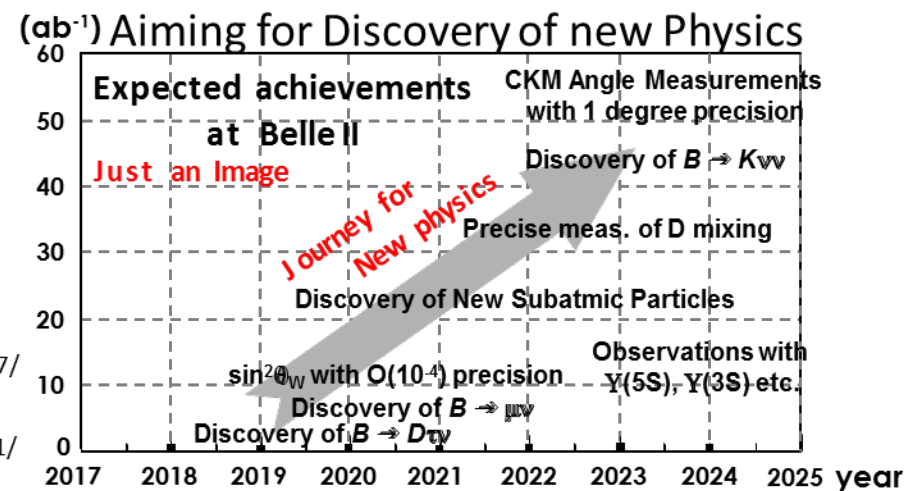 (ab⁻¹) Aiming for Discovery of new Physics
60
50
40
30
20
10
0
Expected achievements
at Belle II
Just an Image
CKM Angle Measurements
with 1 degree precision
Discovery of B → Kνν
Journey for
New physics
Precise meas. of D mixing
Discovery of New Subatmic Particles
Observations with
Υ(5S), Υ(3S) etc.
sin²θ_W with O(10⁻⁴) precision
Discovery of B → μν
Discovery of B → Dτν
7/
1/
2017 2018 2019 2020 2021 2022 2023 2024 2025 year